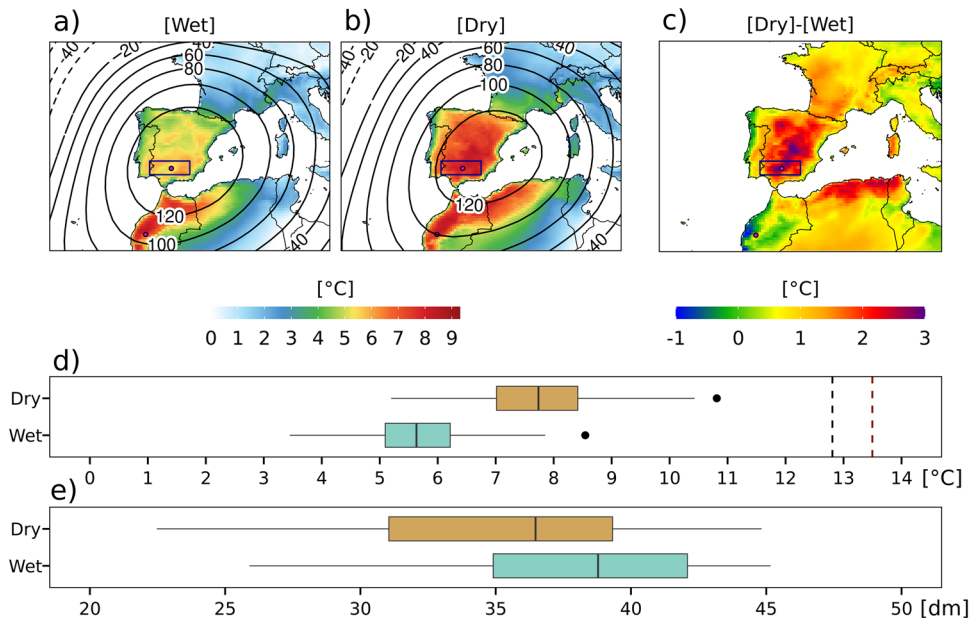 a) [Wet] b) [Dry] c) [Dry]-[Wet]
-40 -20 40 60 80 120 100 -40
-40 -20 60 80 100 120 40
[°C] [°C]
0 1 2 3 4 5 6 7 8 9 -1 0 1 2 3
d)
Dry
Wet
0 1 2 3 4 5 6 7 8 9 10 11 12 13 14 [°C]
e)
Dry
Wet
20 25 30 35 40 45 50 [dm]